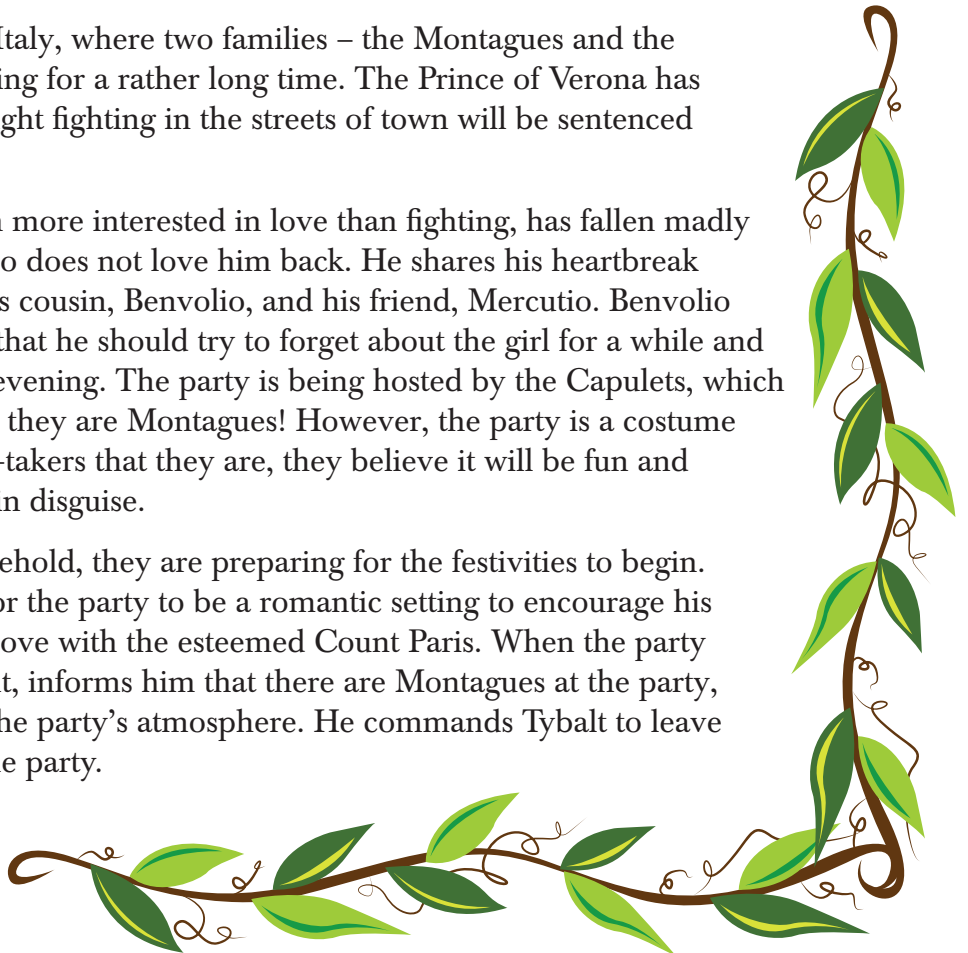 Italy, where two families – the Montagues and the
ing for a rather long time. The Prince of Verona has
ght fighting in the streets of town will be sentenced
more interested in love than fighting, has fallen madly
o does not love him back. He shares his heartbreak
s cousin, Benvolio, and his friend, Mercutio. Benvolio
that he should try to forget about the girl for a while and
evening. The party is being hosted by the Capulets, which
they are Montagues! However, the party is a costume
-takers that they are, they believe it will be fun and
in disguise.
ehold, they are preparing for the festivities to begin.
or the party to be a romantic setting to encourage his
ove with the esteemed Count Paris. When the party
t, informs him that there are Montagues at the party,
he party’s atmosphere. He commands Tybalt to leave
e party.